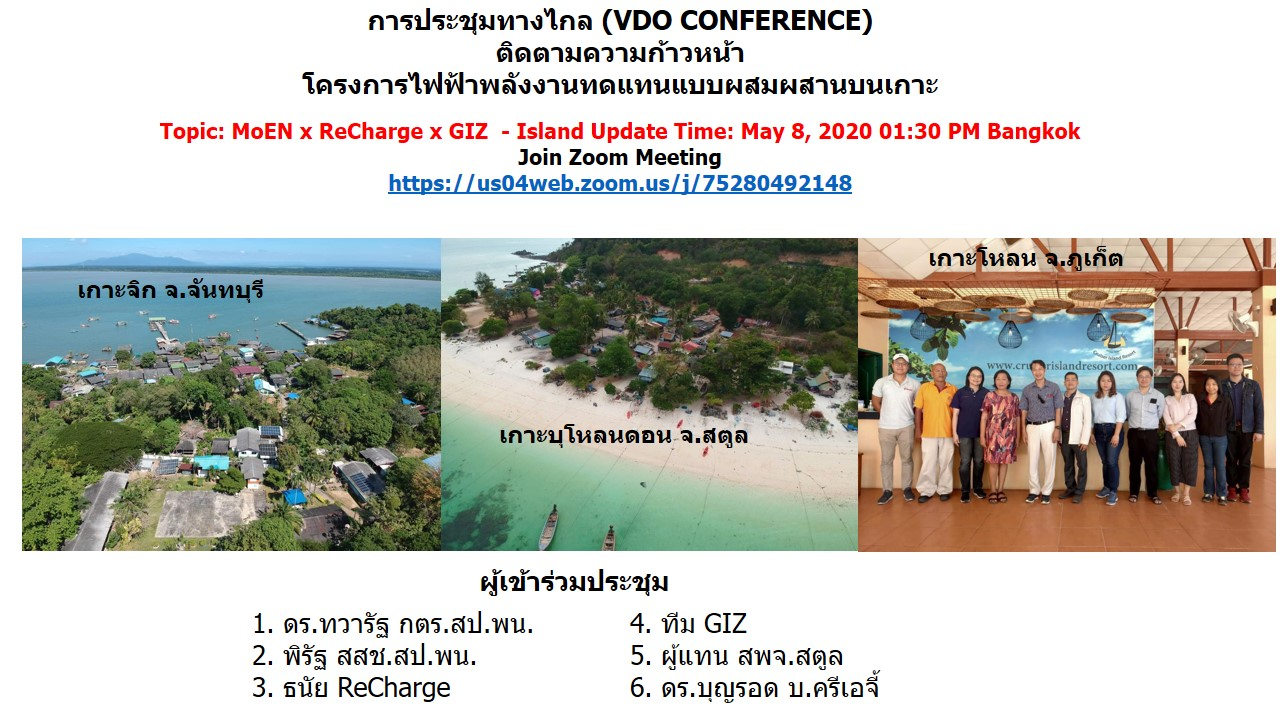 การประชุมทางไกล (VDO CONFERENCE)
ติดตามความก้าวหน้า
โครงการไฟฟ้าพลังงานทดแทนแบบผสมผสานบนเกาะ
Topic: MoEN x ReCharge x GIZ - Island Update Time: May 8, 2020 01:30 PM Bangkok
Join Zoom Meeting
https://us04web.zoom.us/j/75280492148
เกาะจิก จ.จันทบุรี
เกาะบุโหลนดอน จ.สตูล
เกาะโหลน จ.ภูเก็ต
Island Resort
ผู้เข้าร่วมประชุม
1. ดร.ทวารัฐ กตร.สป.พน.
2. พิรัฐ สสช.สป.พน.
3. ธนัย ReCharge
4. ทีม GIZ
5. ผู้แทน สพจ.สตูล
6. ดร.บุญรอด บ.ครีเอจี้